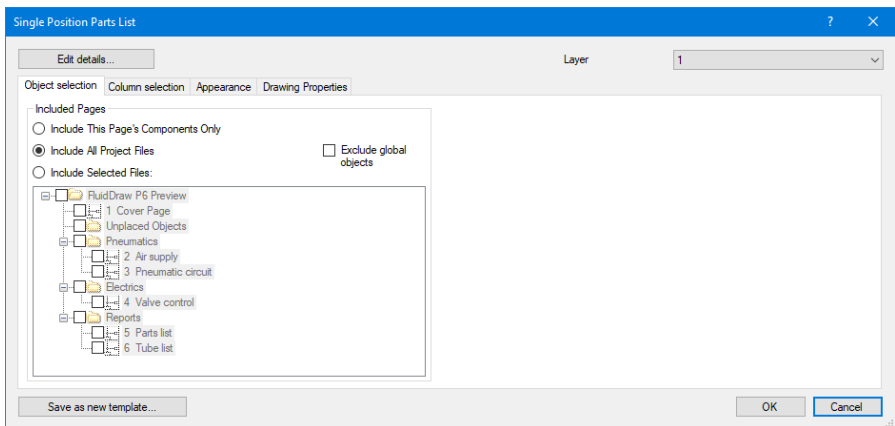 Single Position Parts List
Edit details...
Layer
1
Object selection
Column selection
Appearance
Drawing Properties
Included Pages
Include This Page's Components Only
Include All Project Files
Exclude global
objects
Include Selected Files:
FluidDraw P6 Preview
1 Cover Page
Unplaced Objects
Pneumatics
2 Air supply
3 Pneumatic circuit
Electrics
4 Valve control
Reports
5 Parts list
6 Tube list
Save as new template...
OK
Cancel